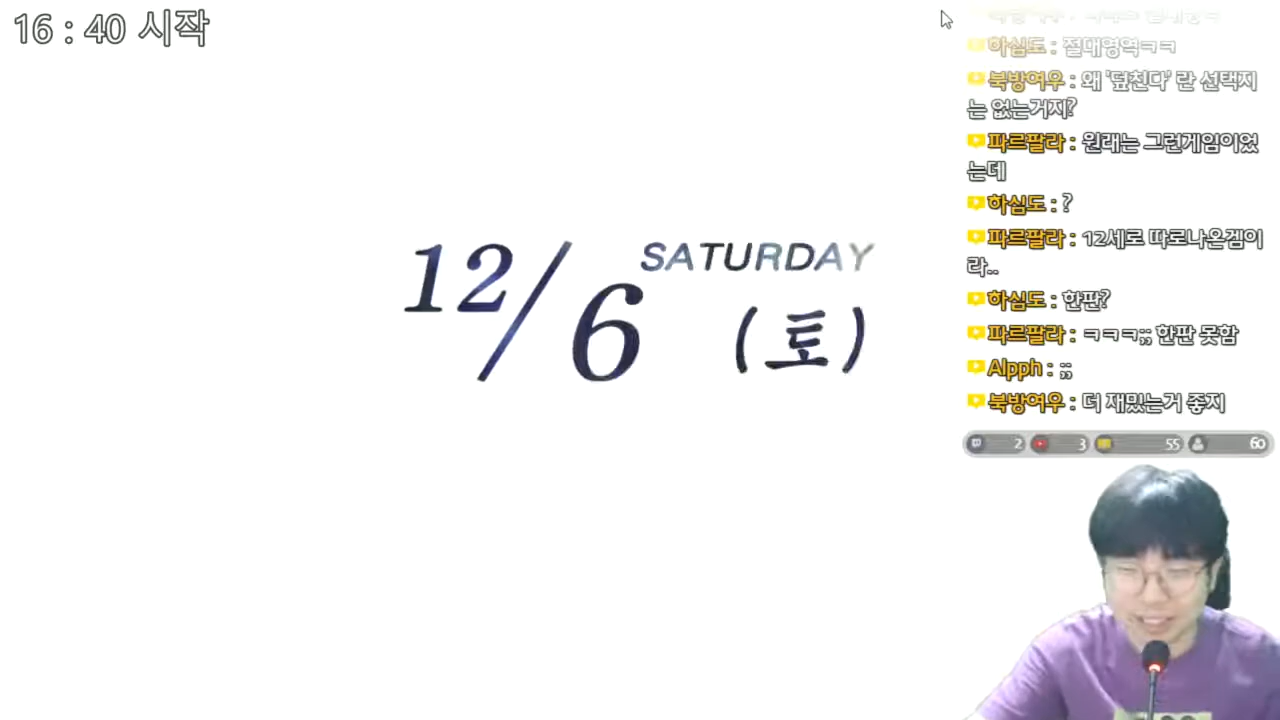 16 : 40 시작
12/6 SATURDAY
(토)
하심도 : 절대영역ㅋㅋ
북방여우 : 왜 '덮친다' 란 선택지
는 없는거지?
파르팔라 : 원래는 그런게임이었
는데
하심도 : ?
파르팔라 : 12세로 따로나온겜이
라..
하심도 : 한판?
파르팔라 : ㅋㅋㅋ;; 한판 못함
Alpph : ;;
북방여우 : 더 재밌는거 좋지
2 3 55 60